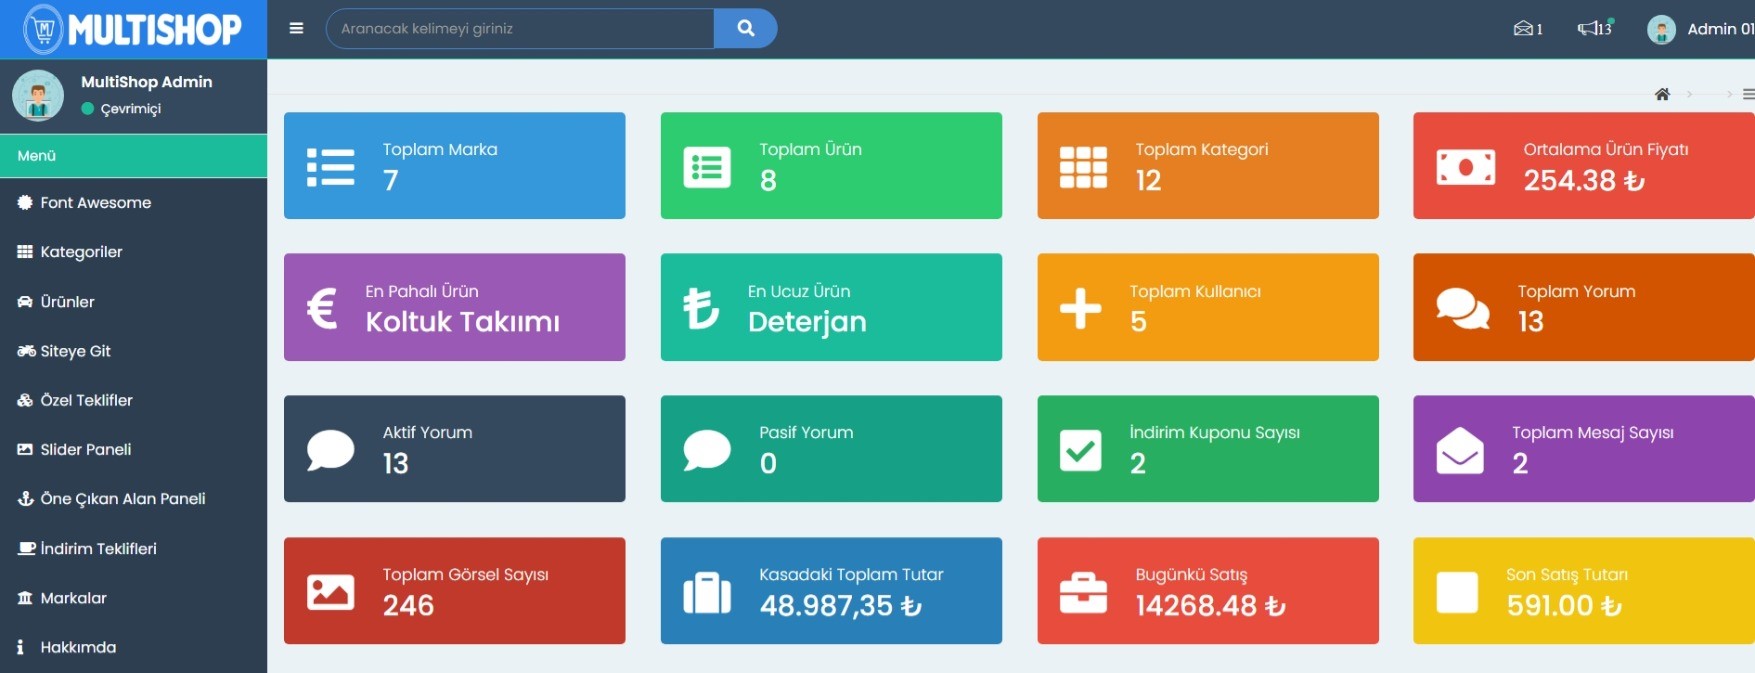 MULTISHOP
Aranacak kelimeyi giriniz
1
13
Admin 01
MultiShop Admin
Çevrimiçi
Menü
Font Awesome
Kategoriler
Ürünler
Siteye Git
Özel Teklifler
Slider Paneli
Öne Çıkan Alan Paneli
İndirim Teklifleri
Markalar
Hakkımda
Toplam Marka
7
Toplam Ürün
8
Toplam Kategori
12
Ortalama Ürün Fiyatı
254.38 ₺
En Pahalı Ürün
Koltuk Takıımı
En Ucuz Ürün
Deterjan
Toplam Kullanıcı
5
Toplam Yorum
13
Aktif Yorum
13
Pasif Yorum
0
İndirim Kuponu Sayısı
2
Toplam Mesaj Sayısı
2
Toplam Görsel Sayısı
246
Kasadaki Toplam Tutar
48.987,35 ₺
Bugünkü Satış
14268.48 ₺
Son Satış Tutarı
591.00 ₺